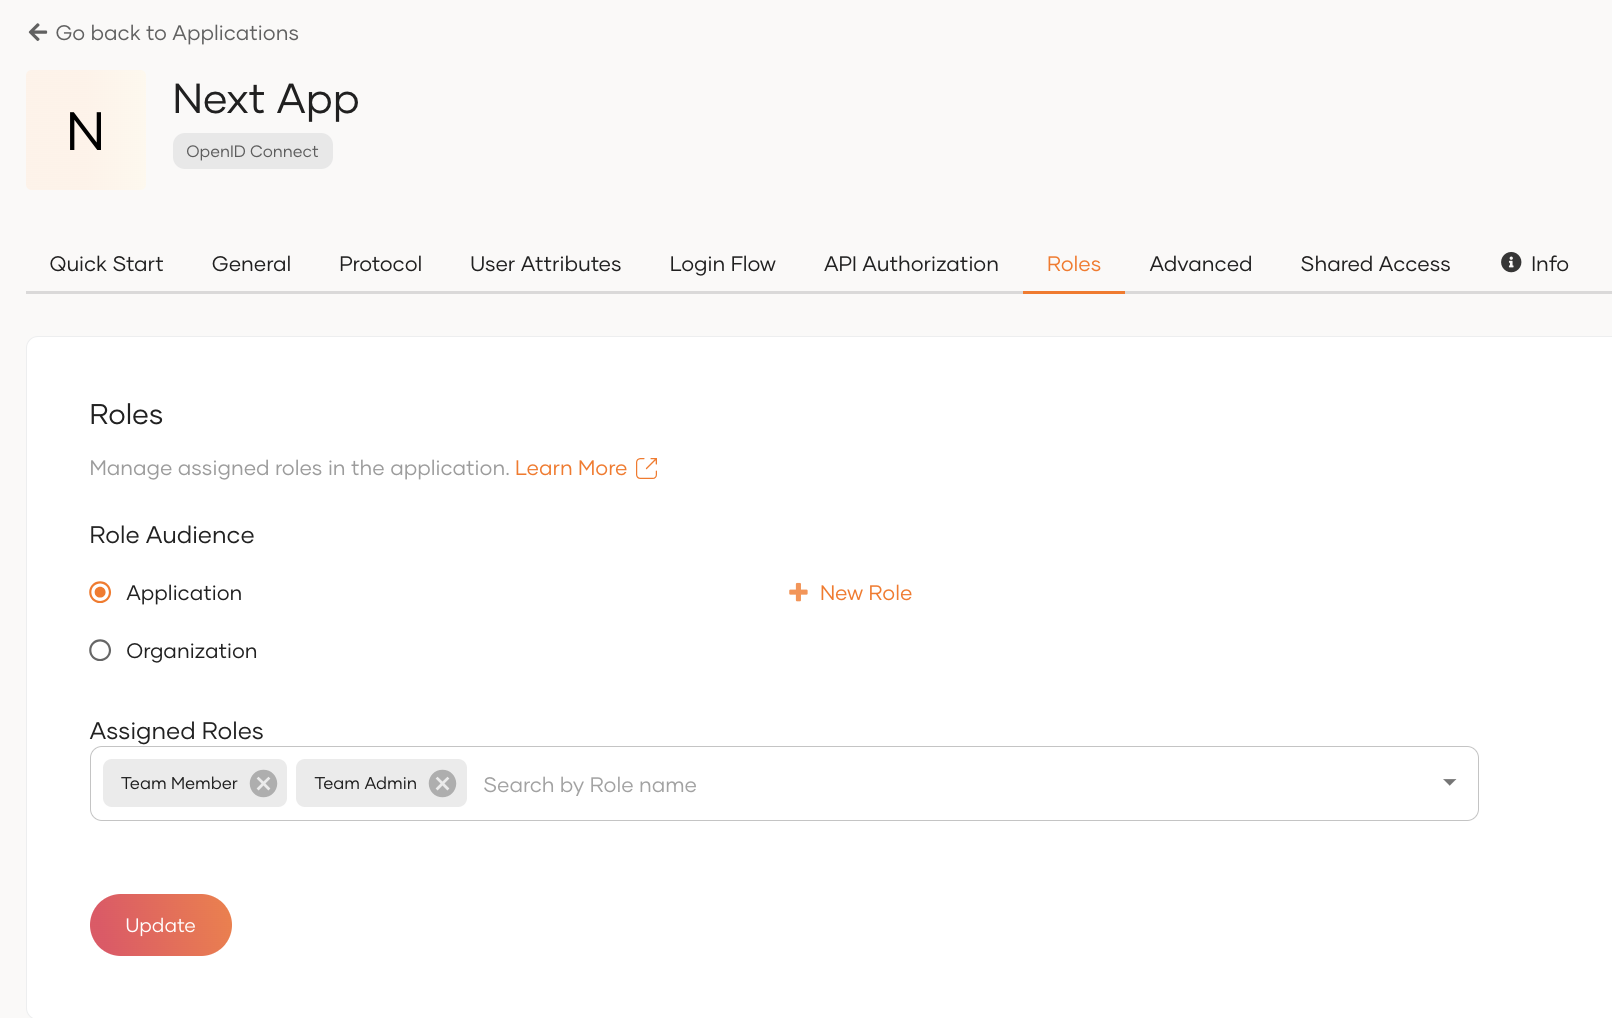 Go back to Applications
N
Next App
OpenID Connect
Quick Start General Protocol User Attributes Login Flow API Authorization Roles Advanced Shared Access Info
Roles
Manage assigned roles in the application. Learn More
Role Audience
Application
New Role
Organization
Assigned Roles
Team Member Team Admin Search by Role name
Update